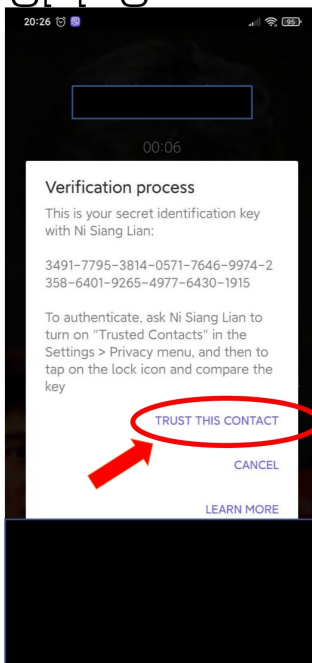 20:26
95
00:06
Verification process
This is your secret identification key
with Ni Siang Lian:
3491-7795-3814-0571-7646-9974-2
358-6401-9265-4977-6430-1915
To authenticate, ask Ni Siang Lian to
turn on "Trusted Contacts" in the
Settings > Privacy menu, and then to
tap on the lock icon and compare the
key
TRUST THIS CONTACT
CANCEL
LEARN MORE